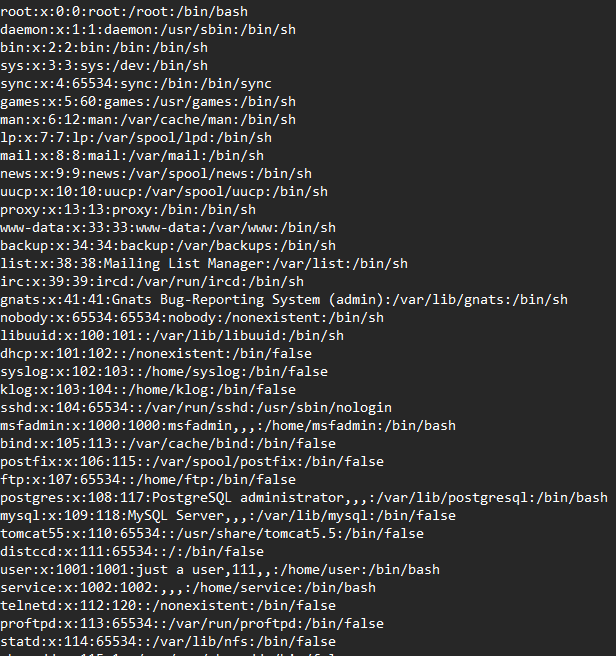 root:x:0:0:root:/root:/bin/bash
daemon:x:1:1:daemon:/usr/sbin:/bin/sh
bin:x:2:2:bin:/bin:/bin/sh
sys:x:3:3:sys:/dev:/bin/sh
sync:x:4:65534:sync:/bin:/bin/sync
games:x:5:60:games:/usr/games:/bin/sh
man:x:6:12:man:/var/cache/man:/bin/sh
lp:x:7:7:lp:/var/spool/lpd:/bin/sh
mail:x:8:8:mail:/var/mail:/bin/sh
news:x:9:9:news:/var/spool/news:/bin/sh
uucp:x:10:10:uucp:/var/spool/uucp:/bin/sh
proxy:x:13:13:proxy:/bin:/bin/sh
www-data:x:33:33:www-data:/var/www:/bin/sh
backup:x:34:34:backup:/var/backups:/bin/sh
list:x:38:38:Mailing List Manager:/var/list:/bin/sh
irc:x:39:39:ircd:/var/run/ircd:/bin/sh
gnats:x:41:41:Gnats Bug-Reporting System (admin):/var/lib/gnats:/bin/sh
nobody:x:65534:65534:nobody:/nonexistent:/bin/sh
libuuid:x:100:101::/var/lib/libuuid:/bin/sh
dhcp:x:101:102::/nonexistent:/bin/false
syslog:x:102:103::/home/syslog:/bin/false
klog:x:103:104::/home/klog:/bin/false
sshd:x:104:65534::/var/run/sshd:/usr/sbin/nologin
msfadmin:x:1000:1000:msfadmin,,,:/home/msfadmin:/bin/bash
bind:x:105:113::/var/cache/bind:/bin/false
postfix:x:106:115::/var/spool/postfix:/bin/false
ftp:x:107:65534::/home/ftp:/bin/false
postgres:x:108:117:PostgreSQL administrator,,,:/var/lib/postgresql:/bin/bash
mysql:x:109:118:MySQL Server,,,:/var/lib/mysql:/bin/false
tomcat55:x:110:65534::/usr/share/tomcat5.5:/bin/false
distccd:x:111:65534::/:/bin/false
user:x:1001:1001:just a user,111,,:/home/user:/bin/bash
service:x:1002:1002:,,,:/home/service:/bin/bash
telnetd:x:112:120::/nonexistent:/bin/false
proftpd:x:113:65534::/var/run/proftpd:/bin/false
statd:x:114:65534::/var/lib/nfs:/bin/false